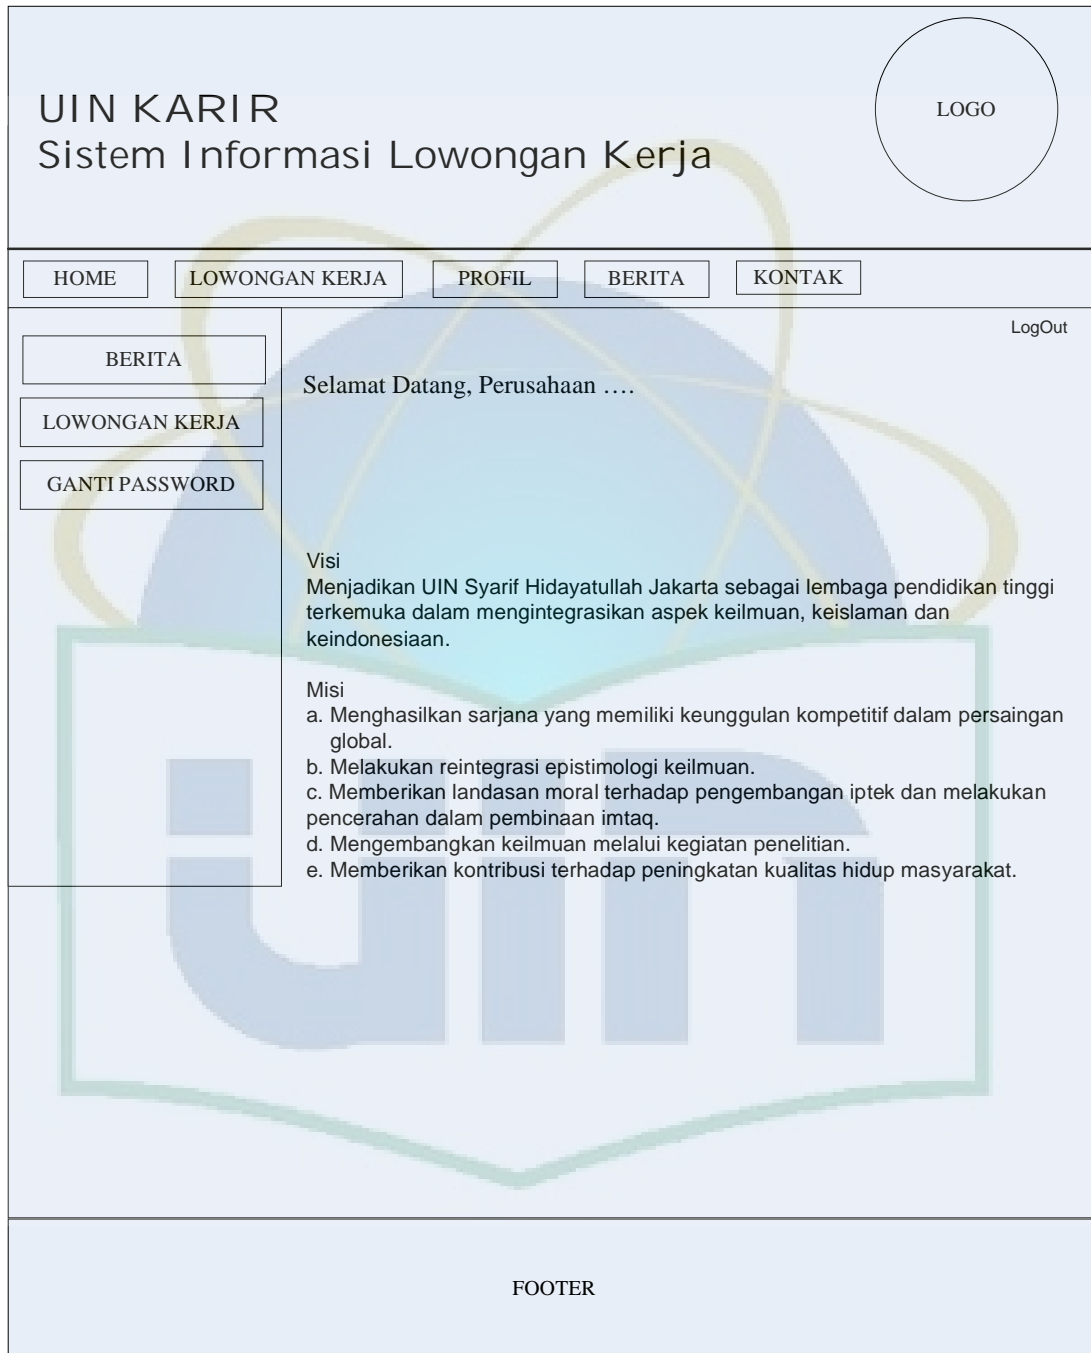 UIN KARIR
Sistem Informasi Lowongan Kerja
LOGO
HOME
LOWONGAN KERJA
PROFIL
BERITA
KONTAK
LogOut
BERITA
LOWONGAN KERJA
GANTI PASSWORD
Selamat Datang, Perusahaan ….
Visi
Menjadikan UIN Syarif Hidayatullah Jakarta sebagai lembaga pendidikan tinggi
terkemuka dalam mengintegrasikan aspek keilmuan, keislaman dan
keindonesiaan.
Misi
a. Menghasilkan sarjana yang memiliki keunggulan kompetitif dalam persaingan
global.
b. Melakukan reintegrasi epistimologi keilmuan.
c. Memberikan landasan moral terhadap pengembangan iptek dan melakukan
pencerahan dalam pembinaan imtaq.
d. Mengembangkan keilmuan melalui kegiatan penelitian.
e. Memberikan kontribusi terhadap peningkatan kualitas hidup masyarakat.
uin
FOOTER